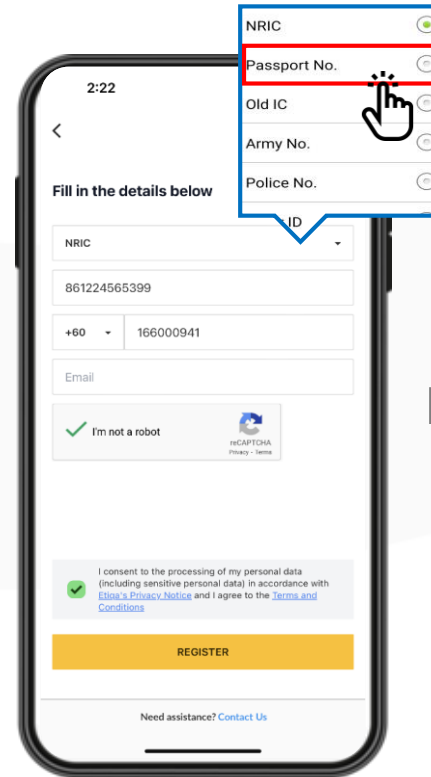 NRIC
Passport No.
Old IC
Army No.
Police No.
ID
2:22
Fill in the details below
NRIC
861224565399
+60 166000941
Email
I'm not a robot
reCAPTCHA
Privacy - Terms
I consent to the processing of my personal data
(including sensitive personal data) in accordance with
Etiqa's Privacy Notice and I agree to the Terms and
Conditions
REGISTER
Need assistance? Contact Us